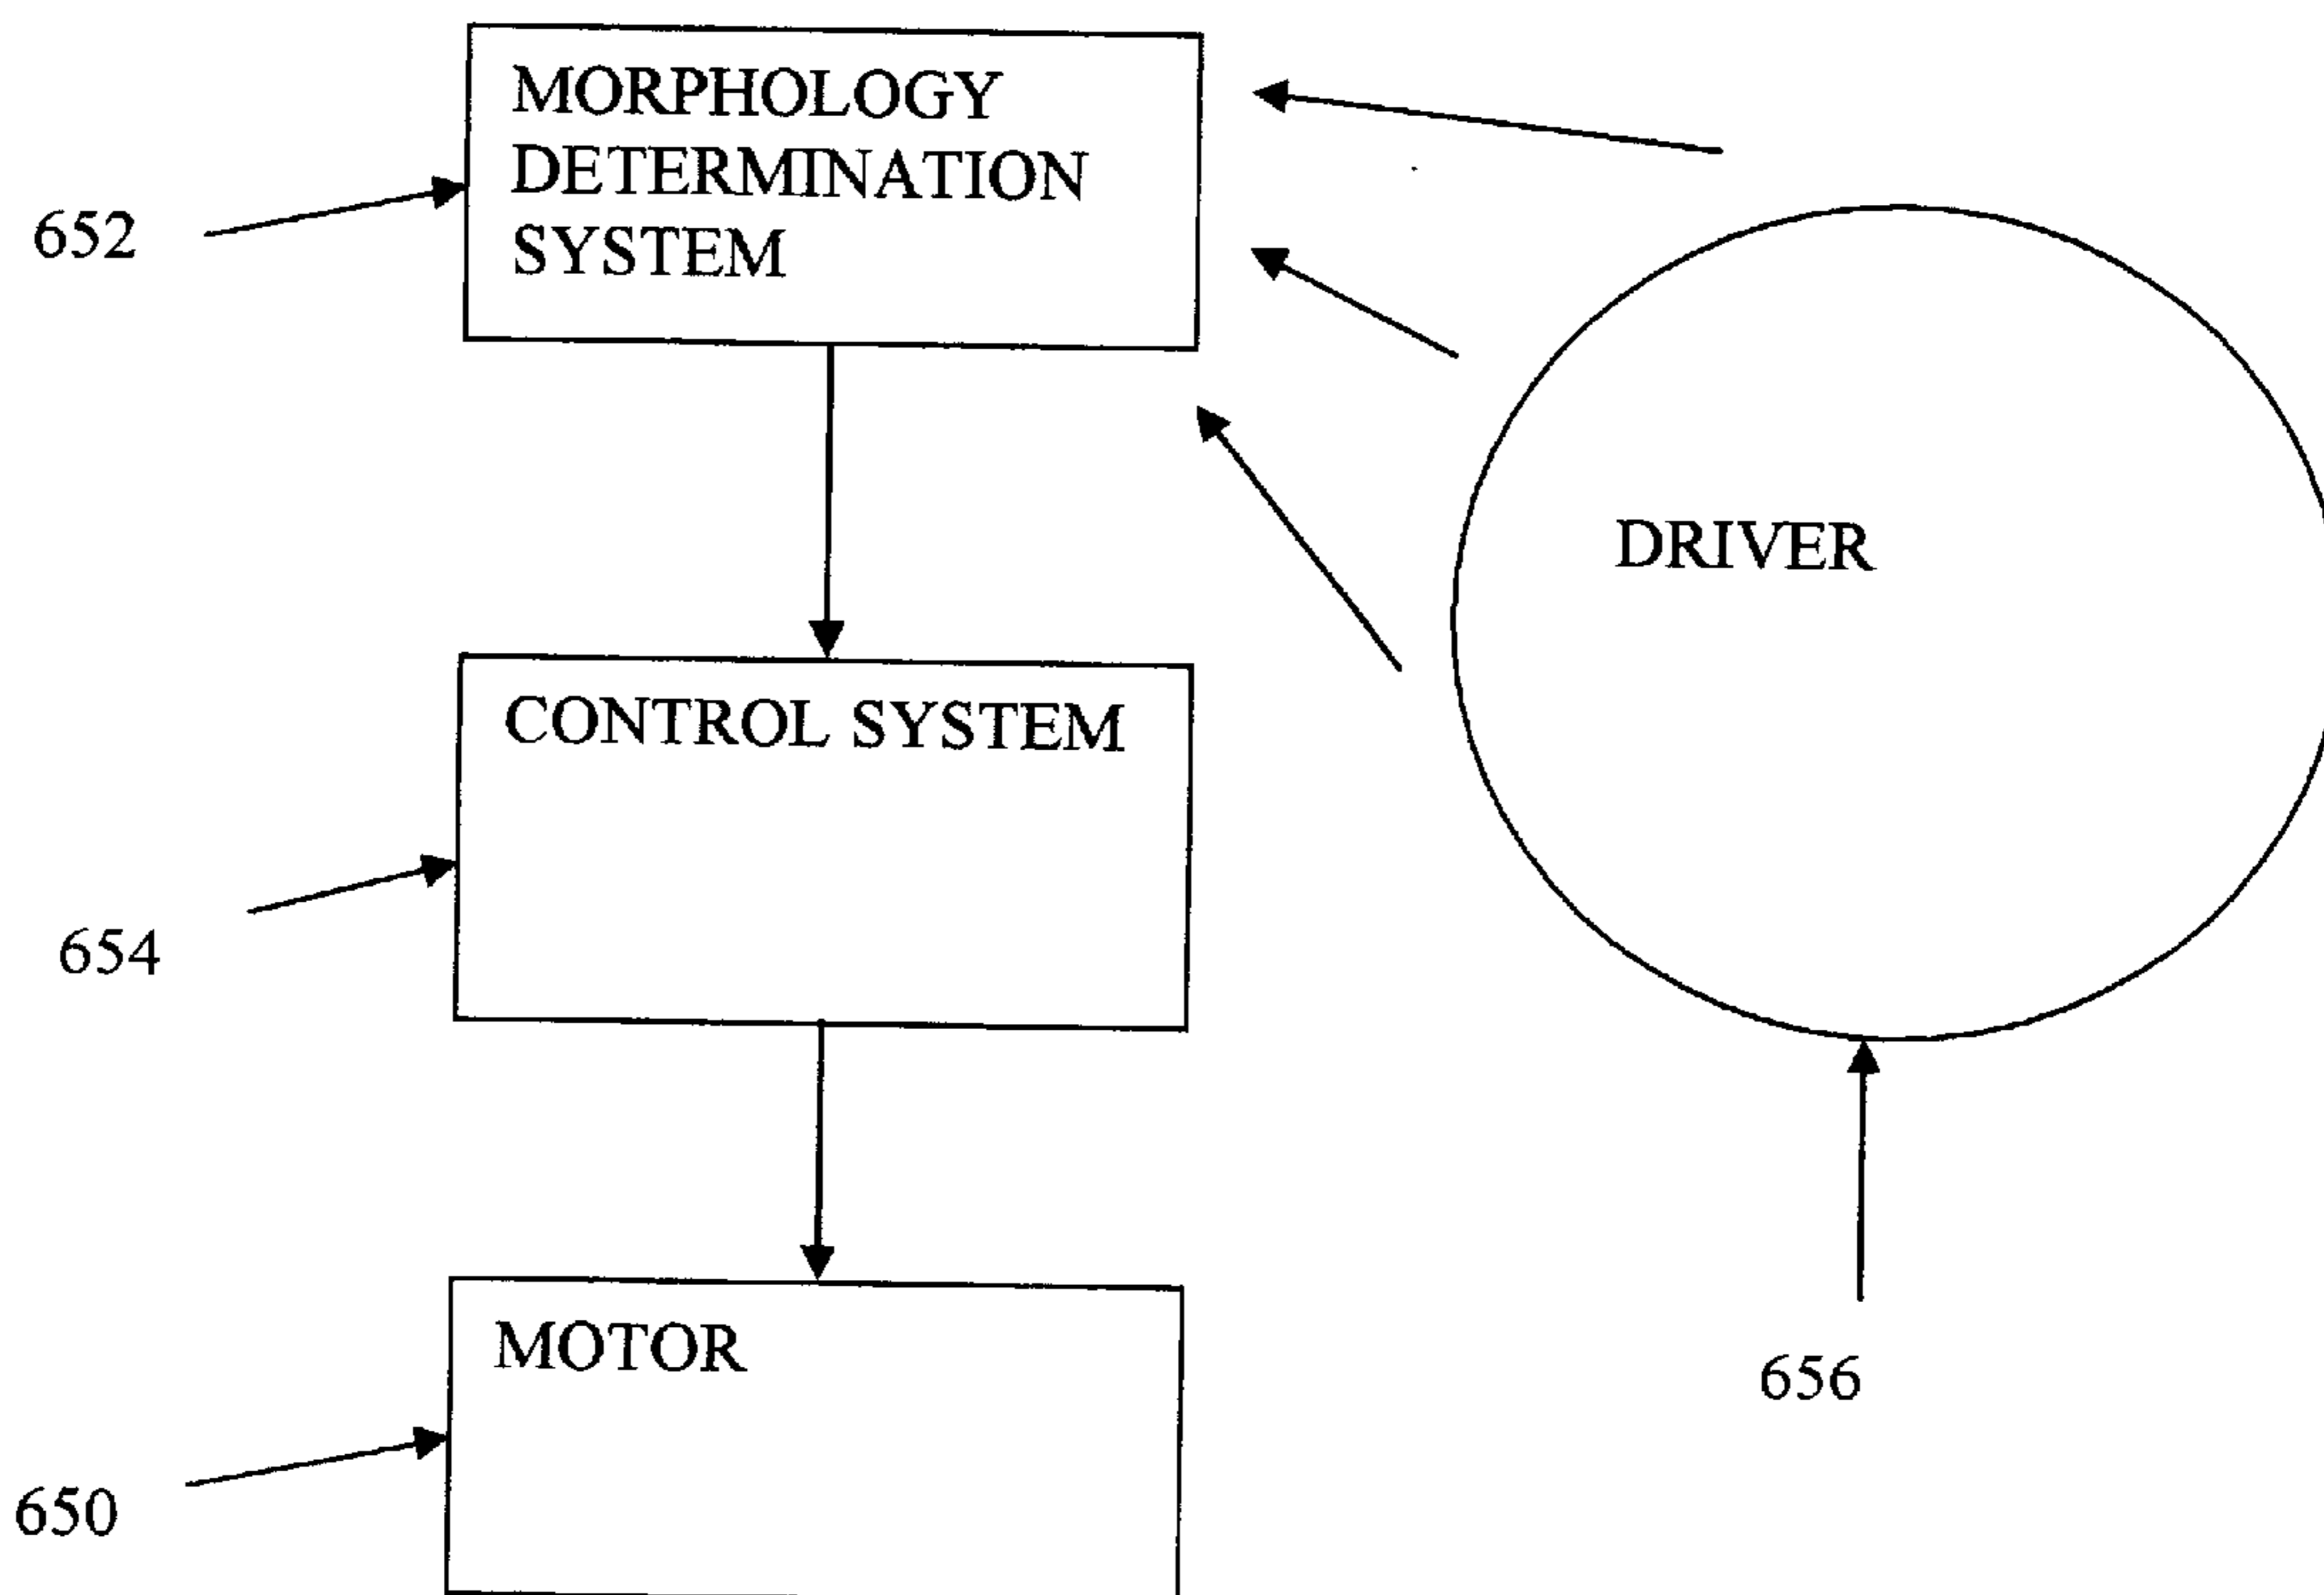 MORPHOLOGY
DETERMINATION
SYSTEM
652
DRIVER
CONTROL SYSTEM
654
MOTOR
656
650